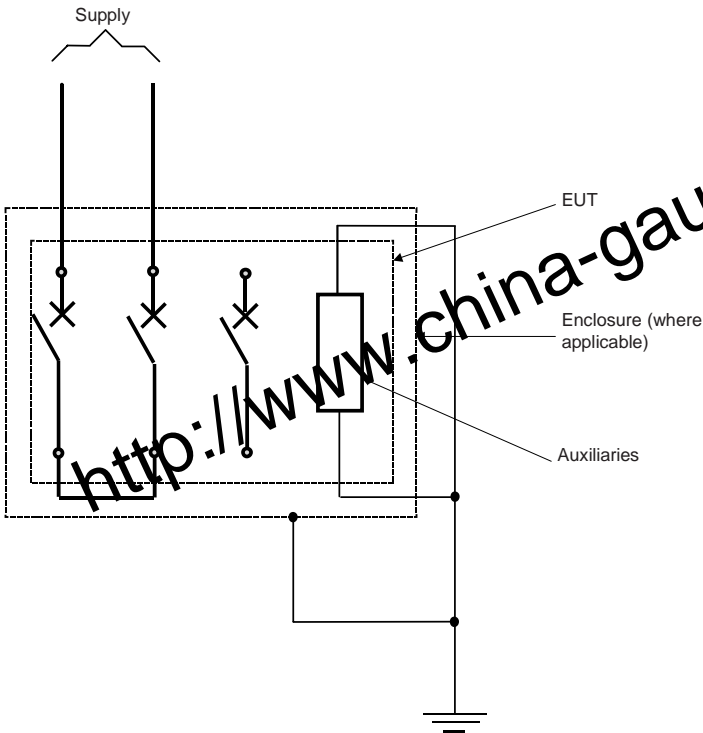 Supply
EUT
http://www.china-gau
Enclosure (where
applicable)
Auxiliaries